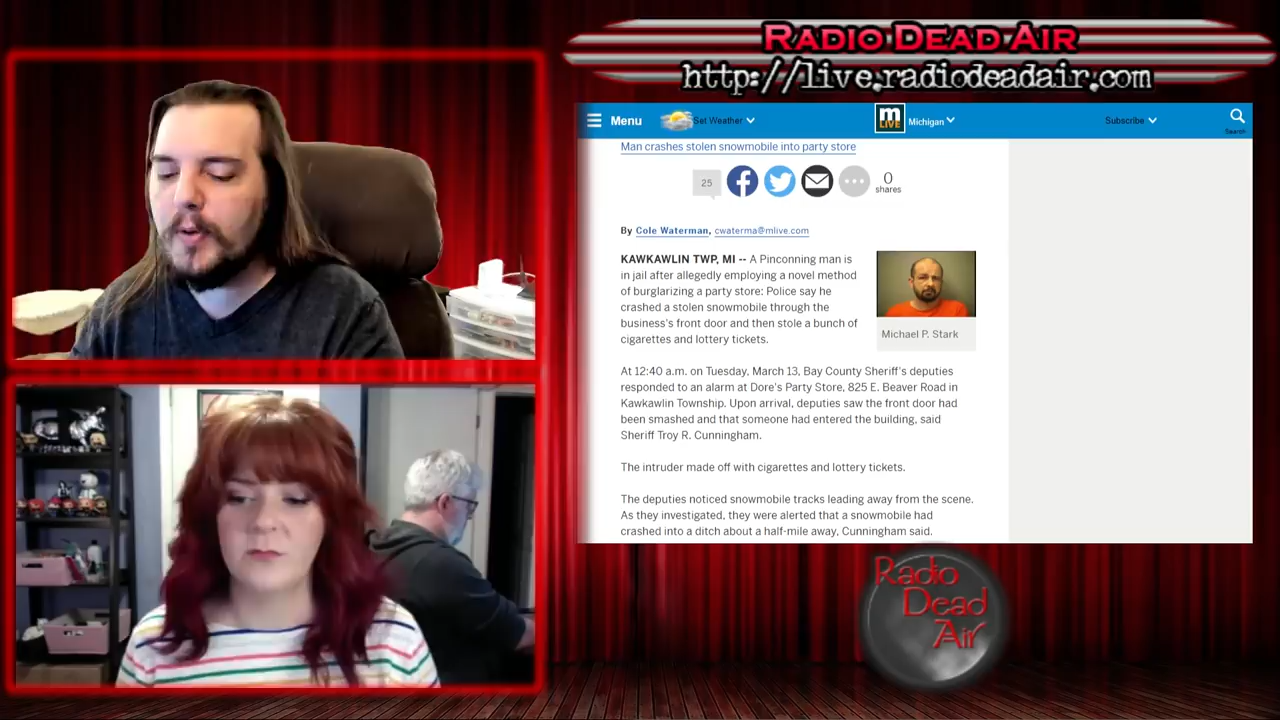 RADIO DEAD AIR
http://live.radiodeadair.com
Menu
Set Weather
m
LIVE
Michigan
Subscribe
Search
Man crashes stolen snowmobile into party store
25
0
shares
By Cole Waterman, cwaterma@mlive.com
KAWKAWLIN TWP, MI -- A Pinconning man is
in jail after allegedly employing a novel method
of burglarizing a party store: Police say he
crashed a stolen snowmobile through the
business's front door and then stole a bunch of
cigarettes and lottery tickets.
Michael P. Stark
At 12:40 a.m. on Tuesday, March 13, Bay County Sheriff's deputies
responded to an alarm at Dore's Party Store, 825 E. Beaver Road in
Kawkawlin Township. Upon arrival, deputies saw the front door had
been smashed and that someone had entered the building, said
Sheriff Troy R. Cunningham.
The intruder made off with cigarettes and lottery tickets.
The deputies noticed snowmobile tracks leading away from the scene.
As they investigated, they were alerted that a snowmobile had
crashed into a ditch about a half-mile away, Cunningham said.
Radio
Dead
Air